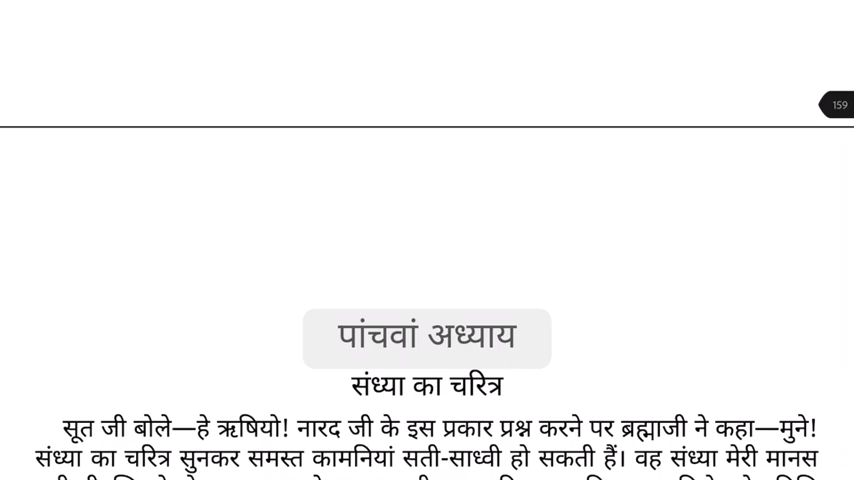 159
पांचवां अध्याय
संध्या का चरित्र
सूत जी बोले—हे ऋषियो! नारद जी के इस प्रकार प्रश्न करने पर ब्रह्माजी ने कहा—मुने!
संध्या का चरित्र सुनकर समस्त कामनियां सती-साध्वी हो सकती हैं। वह संध्या मेरी मानस